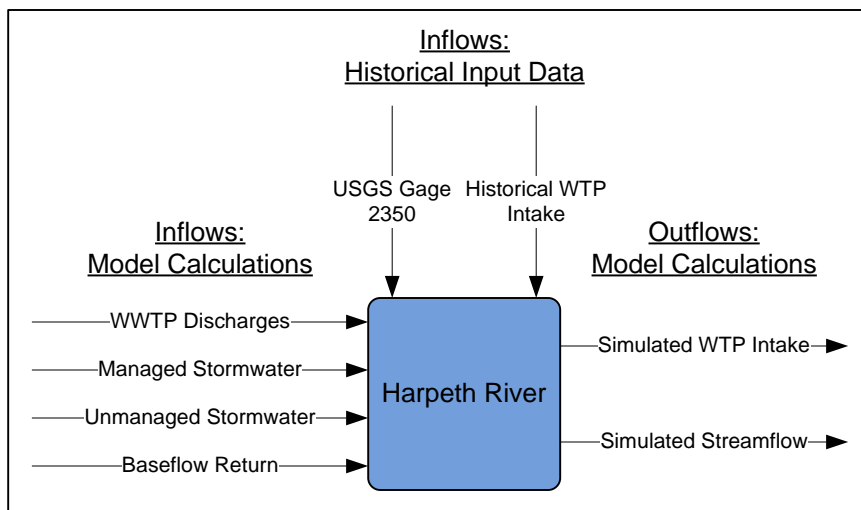 Inflows:
Historical Input Data
USGS Gage
2350
Historical WTP
Intake
Inflows:
Model Calculations
Outflows:
Model Calculations
WWTP Discharges
Managed Stormwater
Unmanaged Stormwater
Baseflow Return
Harpeth River
Simulated WTP Intake
Simulated Streamflow